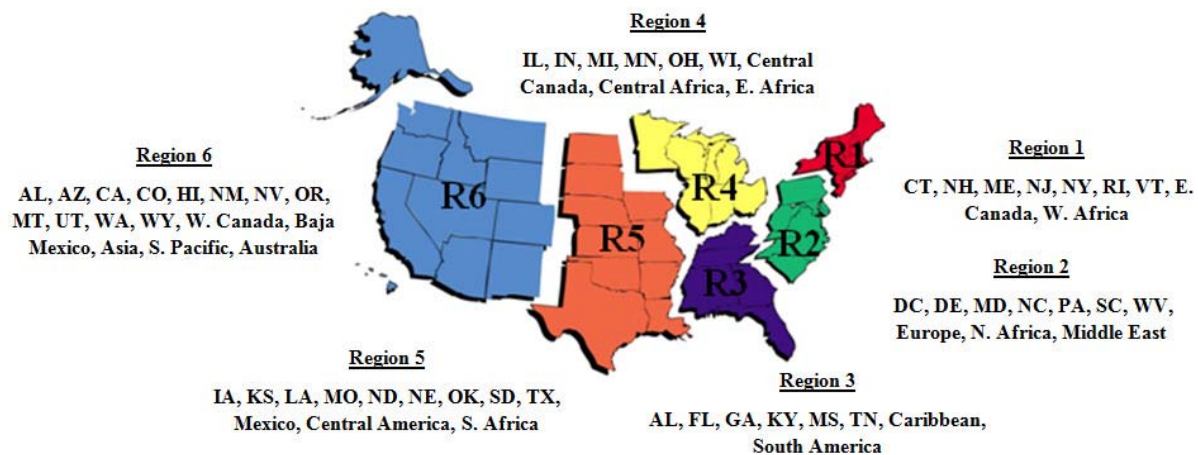 Region 4
IL, IN, MI, MN, OH, WI, Central
Canada, Central Africa, E. Africa
Region 6
AL, AZ, CA, CO, HI, NM, NV, OR,
MT, UT, WA, WY, W. Canada, Baja
Mexico, Asia, S. Pacific, Australia
R6
R5
R4
R3
R2
R1
Region 1
CT, NH, ME, NJ, NY, RI, VT, E.
Canada, W. Africa
Region 2
DC, DE, MD, NC, PA, SC, WV,
Europe, N. Africa, Middle East
Region 5
IA, KS, LA, MO, ND, NE, OK, SD, TX,
Mexico, Central America, S. Africa
Region 3
AL, FL, GA, KY, MS, TN, Caribbean,
South America